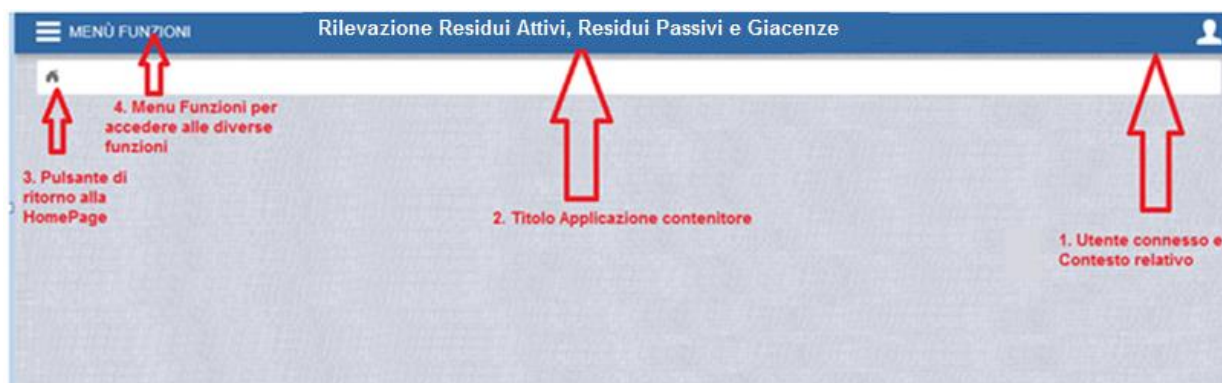 MENÙ FUNZIONI
Rilevazione Residui Attivi, Residui Passivi e Giacenze
4. Menu Funzioni per
accedere alle diverse
funzioni
3. Pulsante di
ritorno alla
HomePage
2. Titolo Applicazione contenitore
1. Utente connesso e
Contesto relativo